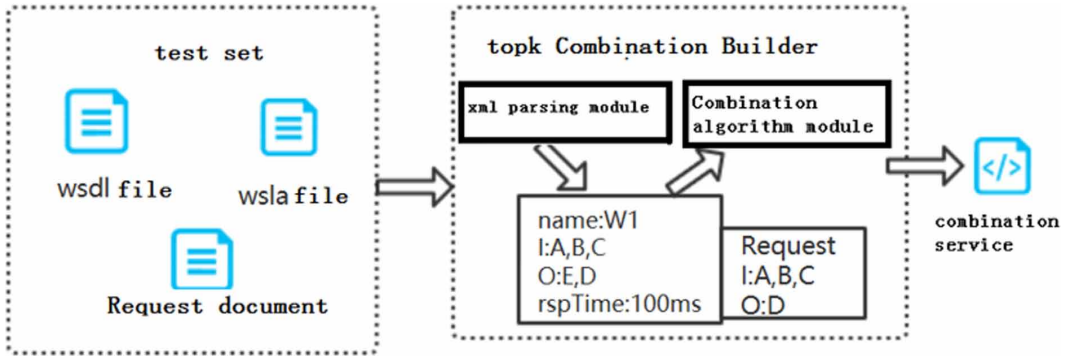 test set
wsdl file
wsla file
Request document
topk Combination Builder
xml parsing module
Combination
algorithm module
name:W1
I:A,B,C
O:E,D
rspTime:100ms
Request
I:A,B,C
O:D
</>
combination
service